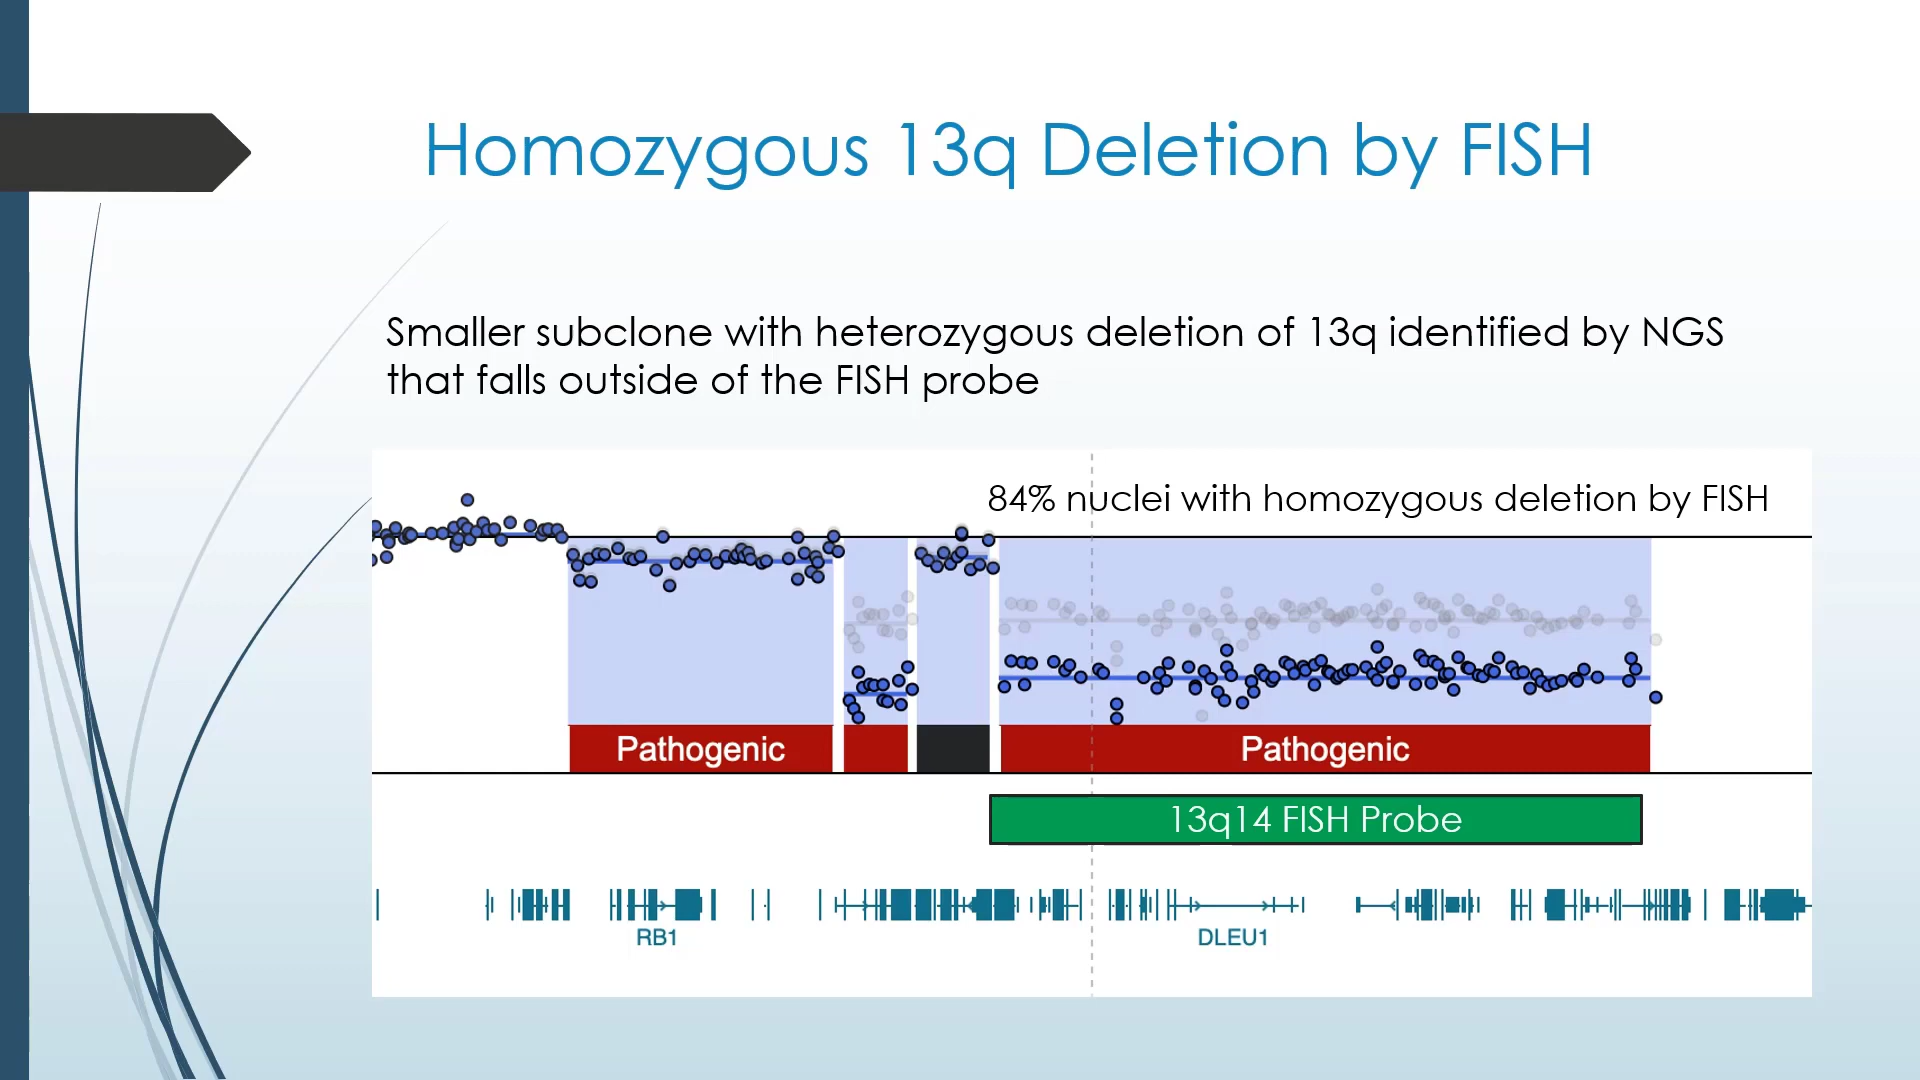 Homozygous 13q Deletion by FISH
Smaller subclone with heterozygous deletion of 13q identified by NGS
that falls outside of the FISH probe
84% nuclei with homozygous deletion by FISH
Pathogenic
Pathogenic
13q14 FISH Probe
RB1
DLEU1